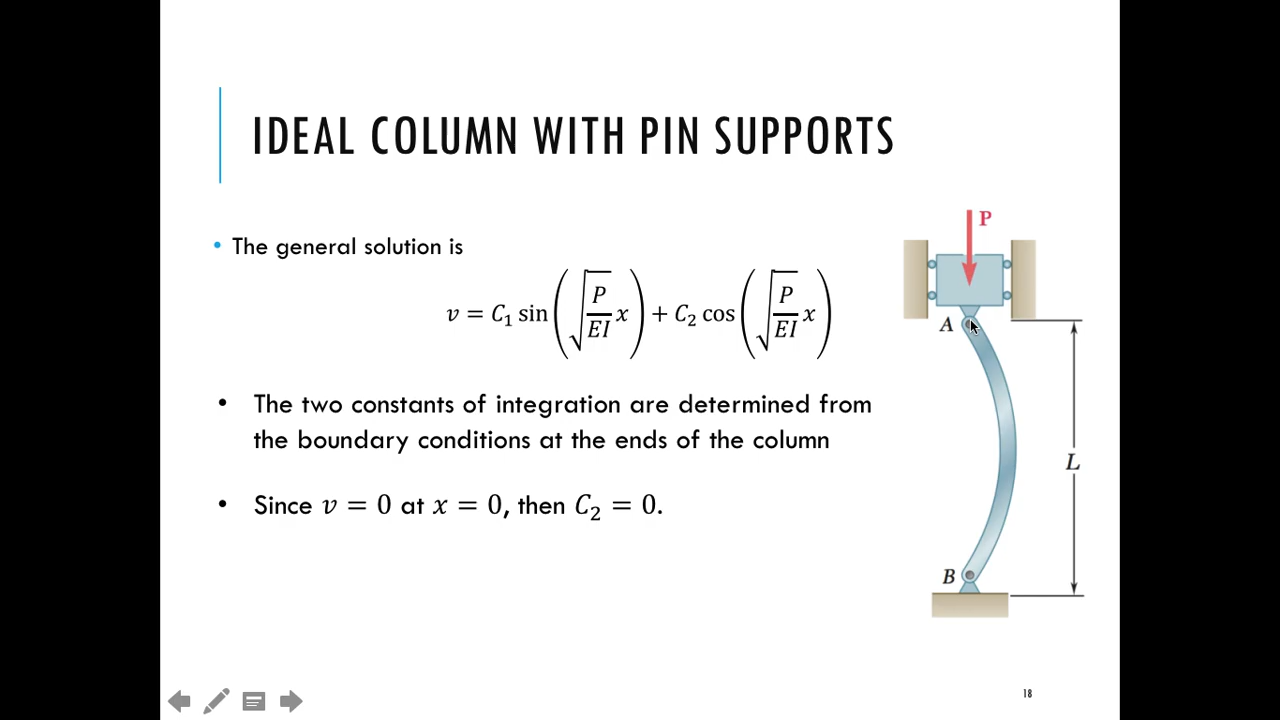 IDEAL COLUMN WITH PIN SUPPORTS
• The general solution is
v = C₁ sin(√(P/EI) x) + C₂ cos(√(P/EI) x)
• The two constants of integration are determined from
the boundary conditions at the ends of the column
• Since v = 0 at x = 0, then C₂ = 0.
P
A
L
B
18